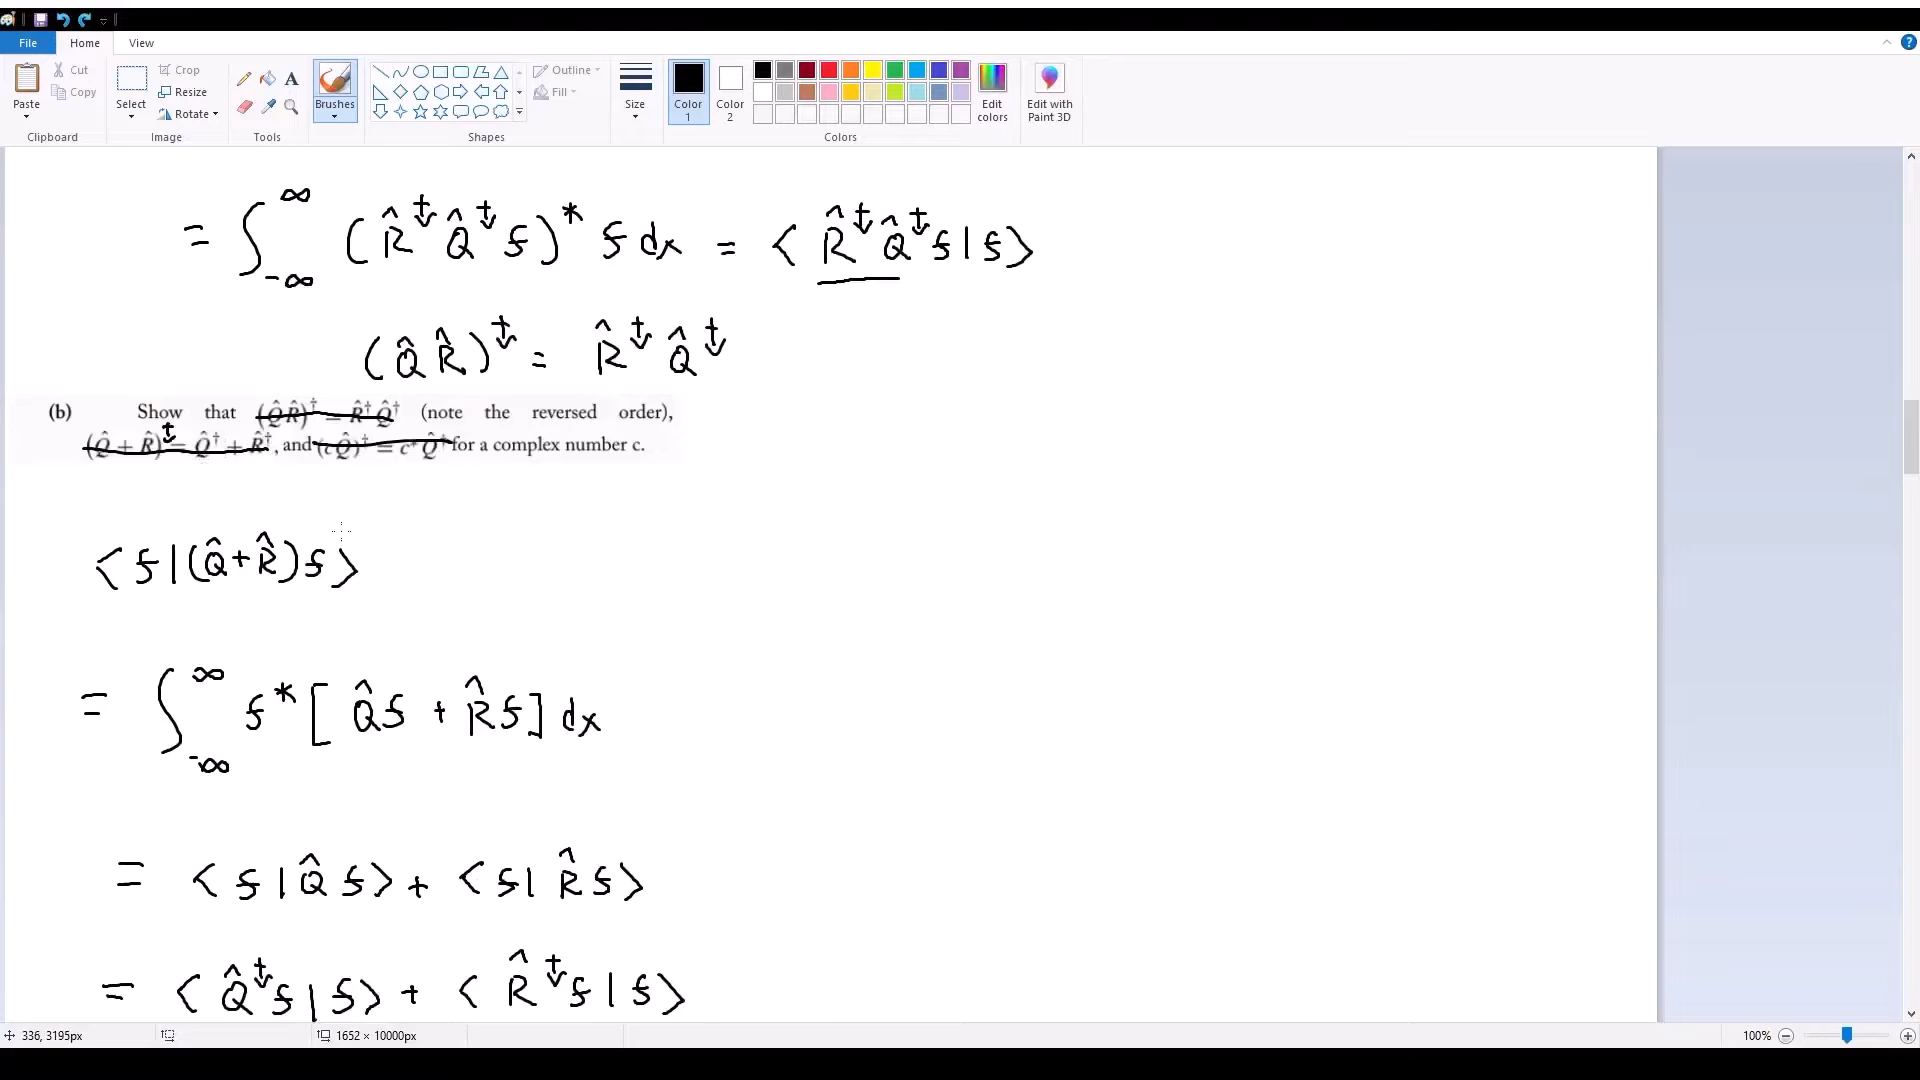 File Home View
Paste Cut Copy Clipboard
Select Crop Resize Rotate Image
A Tools
Brushes
Outline Fill Shapes
Size
Color 1 Color 2 Edit colors Colors
Edit with Paint 3D
= ∫_{-∞}^{∞} (R̂† Q̂† f)* f dx = ⟨ R̂† Q̂† f | f ⟩
(Q̂ R̂)† = R̂† Q̂†
(b) Show that (Q̂R̂)† = R̂†Q̂† (note the reversed order),
(Q̂ + R̂)† = Q̂† + R̂†, and (cQ̂)† = c* Q̂† for a complex number c.
⟨ f | (Q̂ + R̂) f ⟩
= ∫_{-∞}^{∞} f* [ Q̂f + R̂f ] dx
= ⟨ f | Q̂ f ⟩ + ⟨ f | R̂ f ⟩
= ⟨ Q̂† f | f ⟩ + ⟨ R̂† f | f ⟩
336, 3195px 1652 × 10000px 100%